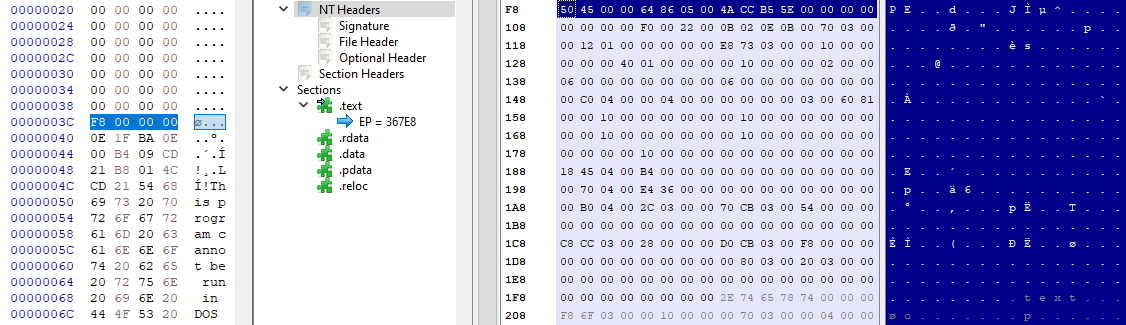 00000020 00 00 00 00 ....
00000024 00 00 00 00 ....
00000028 00 00 00 00 ....
0000002C 00 00 00 00 ....
00000030 00 00 00 00 ....
00000034 00 00 00 00 ....
00000038 00 00 00 00 ....
0000003C F8 00 00 00 ø...
00000040 0E 1F BA 0E ..º.
00000044 00 B4 09 CD .´.Í
00000048 21 B8 01 4C !¸.L
0000004C CD 21 54 68 Í!Th
00000050 69 73 20 70 is p
00000054 72 6F 67 72 rogr
00000058 61 6D 20 63 am c
0000005C 61 6E 6E 6F anno
00000060 74 20 62 65 t be
00000064 20 72 75 6E run
00000068 20 69 6E 20 in
0000006C 44 4F 53 20 DOS
NT Headers
Signature
File Header
Optional Header
Section Headers
Sections
.text
EP = 367E8
.rdata
.data
.pdata
.reloc
F8 50 45 00 00 64 86 05 00 4A CC B5 5E 00 00 00 00 P E . . d . . . J Ì µ ^ . . . .
108 00 00 00 00 F0 00 22 00 0B 02 0E 0B 00 70 03 00 . . . . ð . " . . . . . . p . .
118 00 12 01 00 00 00 00 00 E8 73 03 00 00 10 00 00 . . . . . . . . è s . . . . . .
128 00 00 00 40 01 00 00 00 00 10 00 00 00 02 00 00 . . . @ . . . . . . . . . . . .
138 06 00 00 00 00 00 00 00 06 00 00 00 00 00 00 00 . . . . . . . . . . . . . . . .
148 00 C0 04 00 00 04 00 00 00 00 00 00 03 00 60 81 . À . . . . . . . . . . . . ` .
158 00 00 10 00 00 00 00 00 00 10 00 00 00 00 00 00 . . . . . . . . . . . . . . . .
168 00 00 10 00 00 00 00 00 00 10 00 00 00 00 00 00 . . . . . . . . . . . . . . . .
178 00 00 00 00 10 00 00 00 00 00 00 00 00 00 00 00 . . . . . . . . . . . . . . . .
188 18 45 04 00 B4 00 00 00 00 00 00 00 00 00 00 00 . E . . ´ . . . . . . . . . . .
198 00 70 04 00 E4 36 00 00 00 00 00 00 00 00 00 00 . p . . ä 6 . . . . . . . . . .
1A8 00 B0 04 00 2C 03 00 00 70 CB 03 00 54 00 00 00 . ° . . , . . . p Ë . . T . . .
1B8 00 00 00 00 00 00 00 00 00 00 00 00 00 00 00 00 . . . . . . . . . . . . . . . .
1C8 C8 CC 03 00 28 00 00 00 D0 CB 03 00 F8 00 00 00 È Ì . . ( . . . Ð Ë . . ø . . .
1D8 00 00 00 00 00 00 00 00 00 80 03 00 20 03 00 00 . . . . . . . . . . . . . . .
1E8 00 00 00 00 00 00 00 00 00 00 00 00 00 00 00 00 . . . . . . . . . . . . . . . .
1F8 00 00 00 00 00 00 00 00 2E 74 65 78 74 00 00 00 . . . . . . . . . t e x t . . .
208 F8 6F 03 00 00 10 00 00 00 70 03 00 00 04 00 00 ø o . . . . . . . p . . . . . .